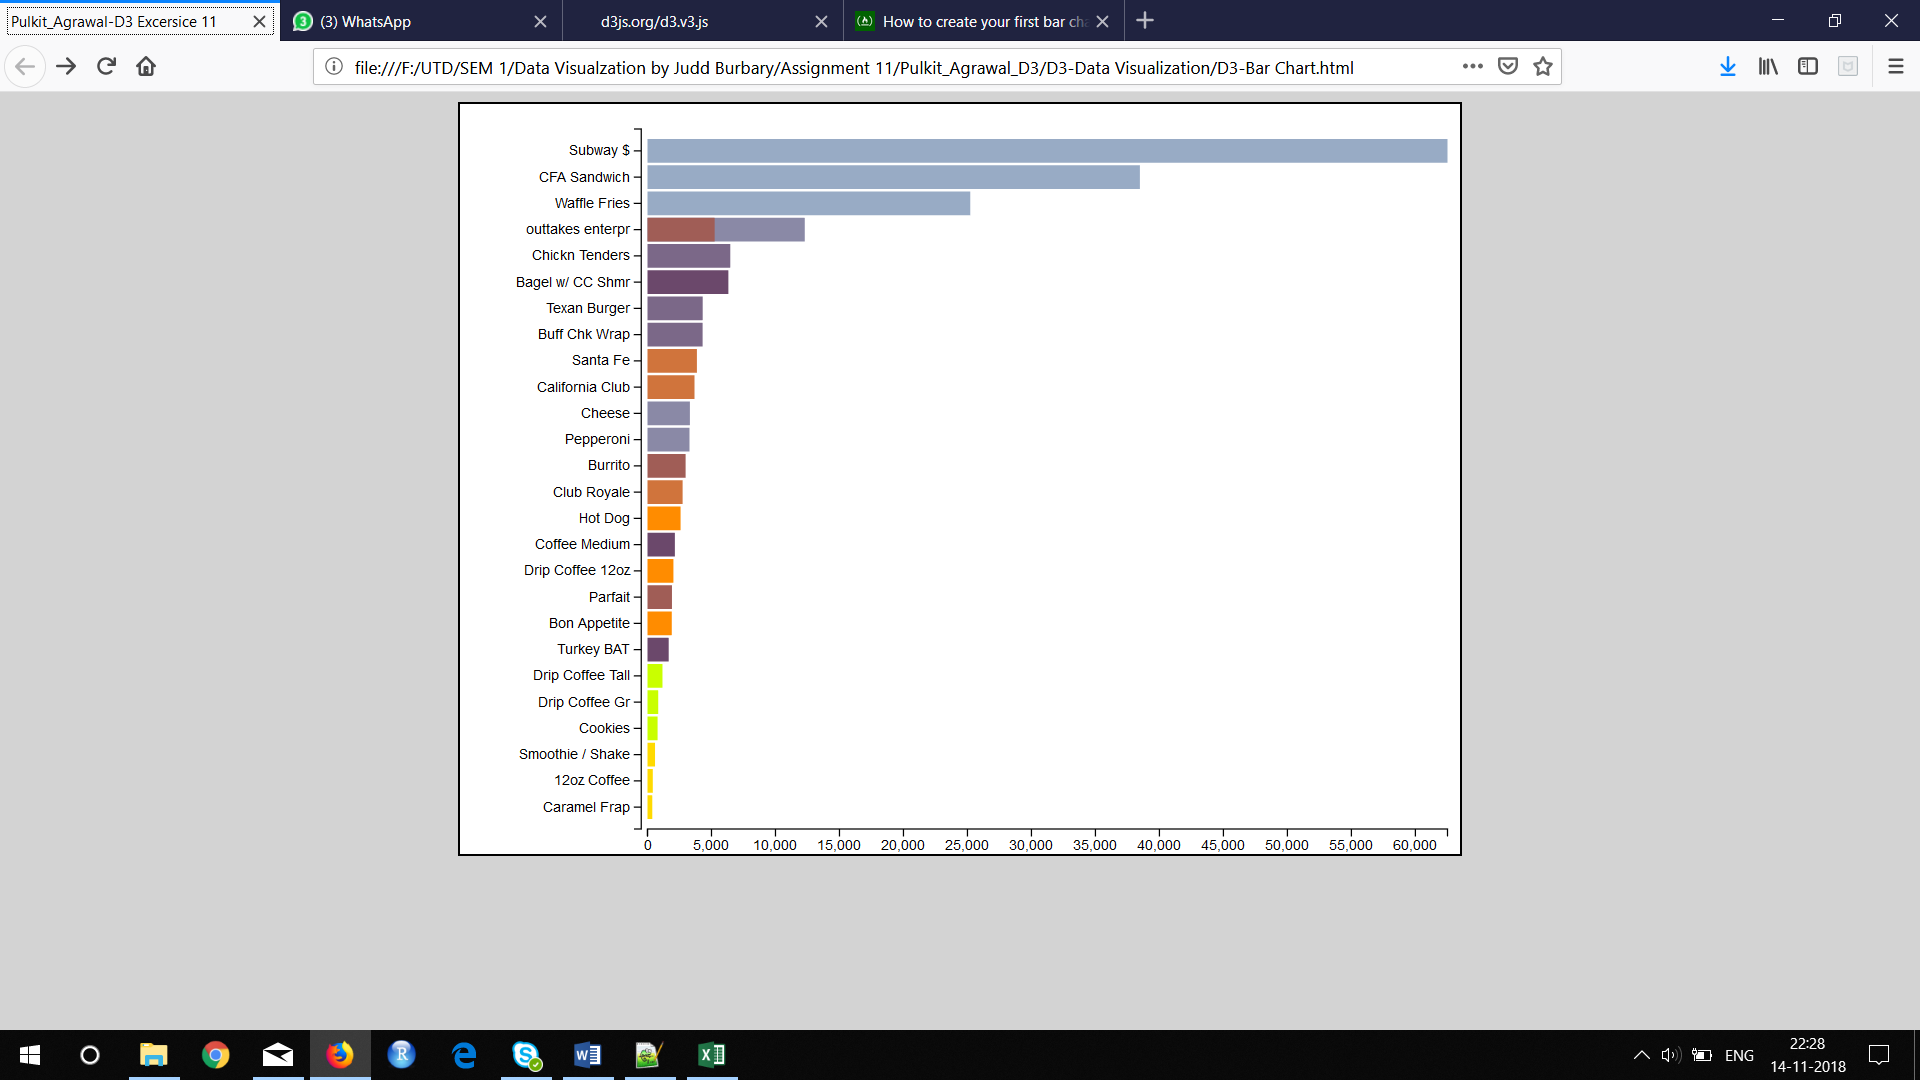 Pulkit_Agrawal-D3 Excersice 11
3 (3) WhatsApp
d3js.org/d3.v3.js
How to create your first bar cha
file:///F:/UTD/SEM 1/Data Visualzation by Judd Burbary/Assignment 11/Pulkit_Agrawal_D3/D3-Data Visualization/D3-Bar Chart.html
Subway $
CFA Sandwich
Waffle Fries
outtakes enterpr
Chickn Tenders
Bagel w/ CC Shmr
Texan Burger
Buff Chk Wrap
Santa Fe
California Club
Cheese
Pepperoni
Burrito
Club Royale
Hot Dog
Coffee Medium
Drip Coffee 12oz
Parfait
Bon Appetite
Turkey BAT
Drip Coffee Tall
Drip Coffee Gr
Cookies
Smoothie / Shake
12oz Coffee
Caramel Frap
0 5,000 10,000 15,000 20,000 25,000 30,000 35,000 40,000 45,000 50,000 55,000 60,000
ENG
22:28
14-11-2018